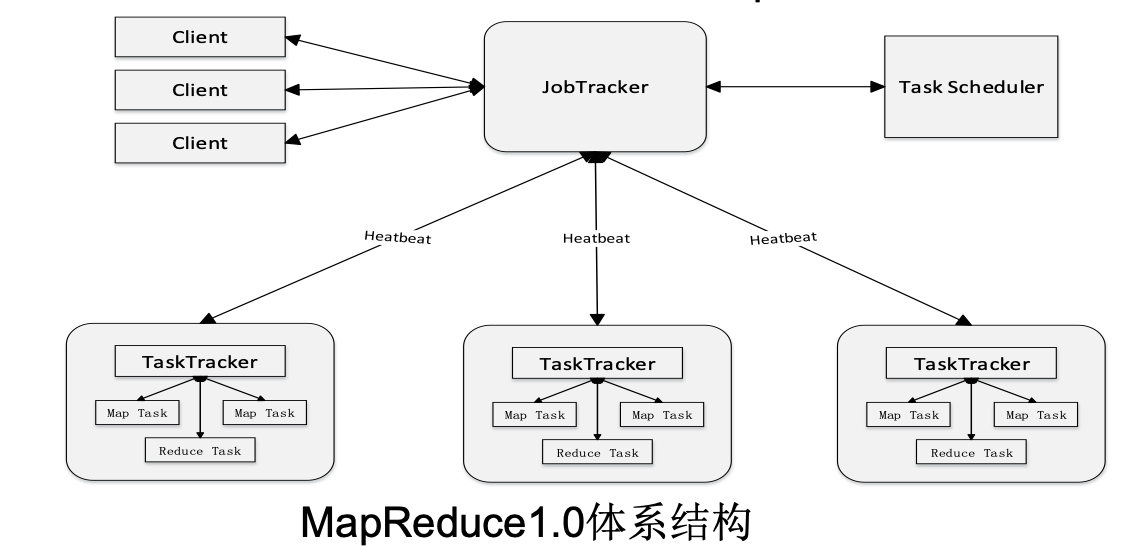 Client
Client
Client
JobTracker
Task Scheduler
Heatbeat
Heatbeat
Heatbeat
TaskTracker
Map Task
Map Task
Reduce Task
TaskTracker
Map Task
Map Task
Reduce Task
TaskTracker
Map Task
Map Task
Reduce Task
MapReduce1.0体系结构